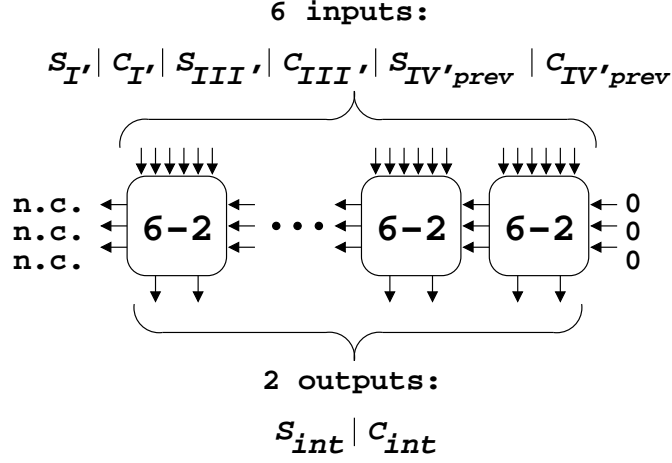 6 inputs:
S_I' | C_I' | S_III' | C_III' | S_IV'prev | C_IV'prev
n.c. 6-2 ••• 6-2 6-2 0
n.c. 0
n.c. 0
2 outputs:
S_int | C_int